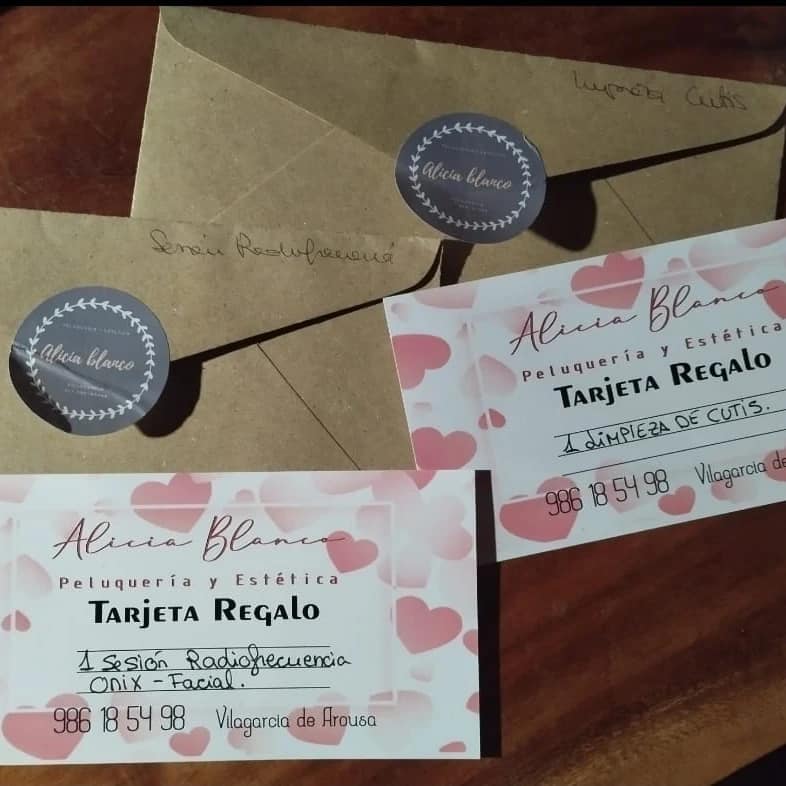 Limpieza Cutis
Alicia blanco
Sesión Radiofrecuencia
Alicia blanco
Alicia Blanco
Peluquería y Estética
TARJETA REGALO
1 LIMPIEZA DE CUTIS.
986 18 54 98 Vilagarcia de
Alicia Blanco
Peluquería y Estética
TARJETA REGALO
1 Sesión Radiofrecuencia
Onix - Facial.
986 18 54 98 Vilagarcia de Arousa